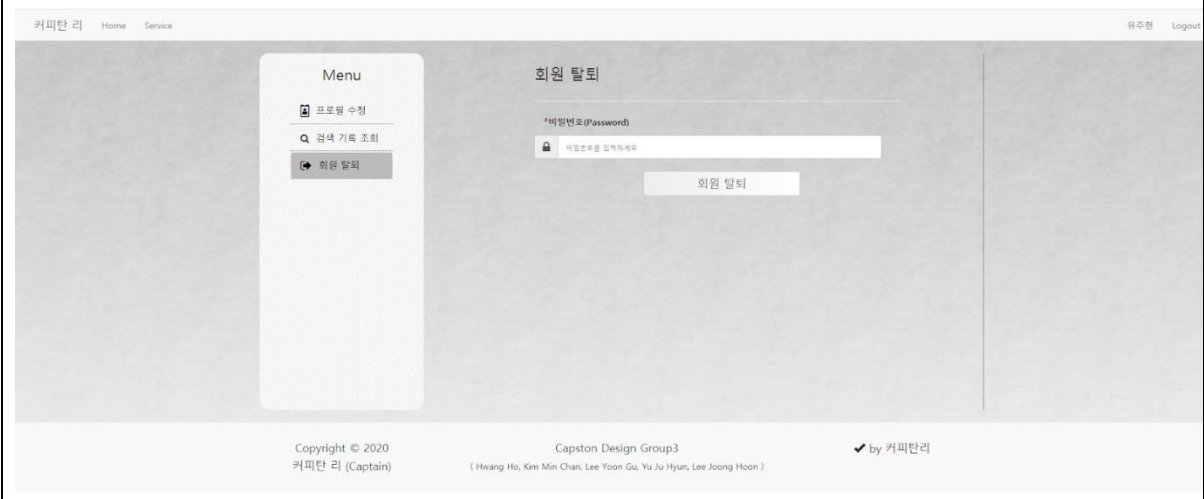 커피탄 리 Home Service 유주현 Logout
Menu
프로필 수정
검색 기록 조회
회원 탈퇴
회원 탈퇴
*비밀번호(Password)
비밀번호를 입력하세요
회원 탈퇴
Copyright © 2020
커피탄 리 (Captain)
Capston Design Group3
( Hwang Ho, Kim Min Chan, Lee Yoon Gu, Yu Ju Hyun, Lee Joong Hoon )
✔ by 커피탄리